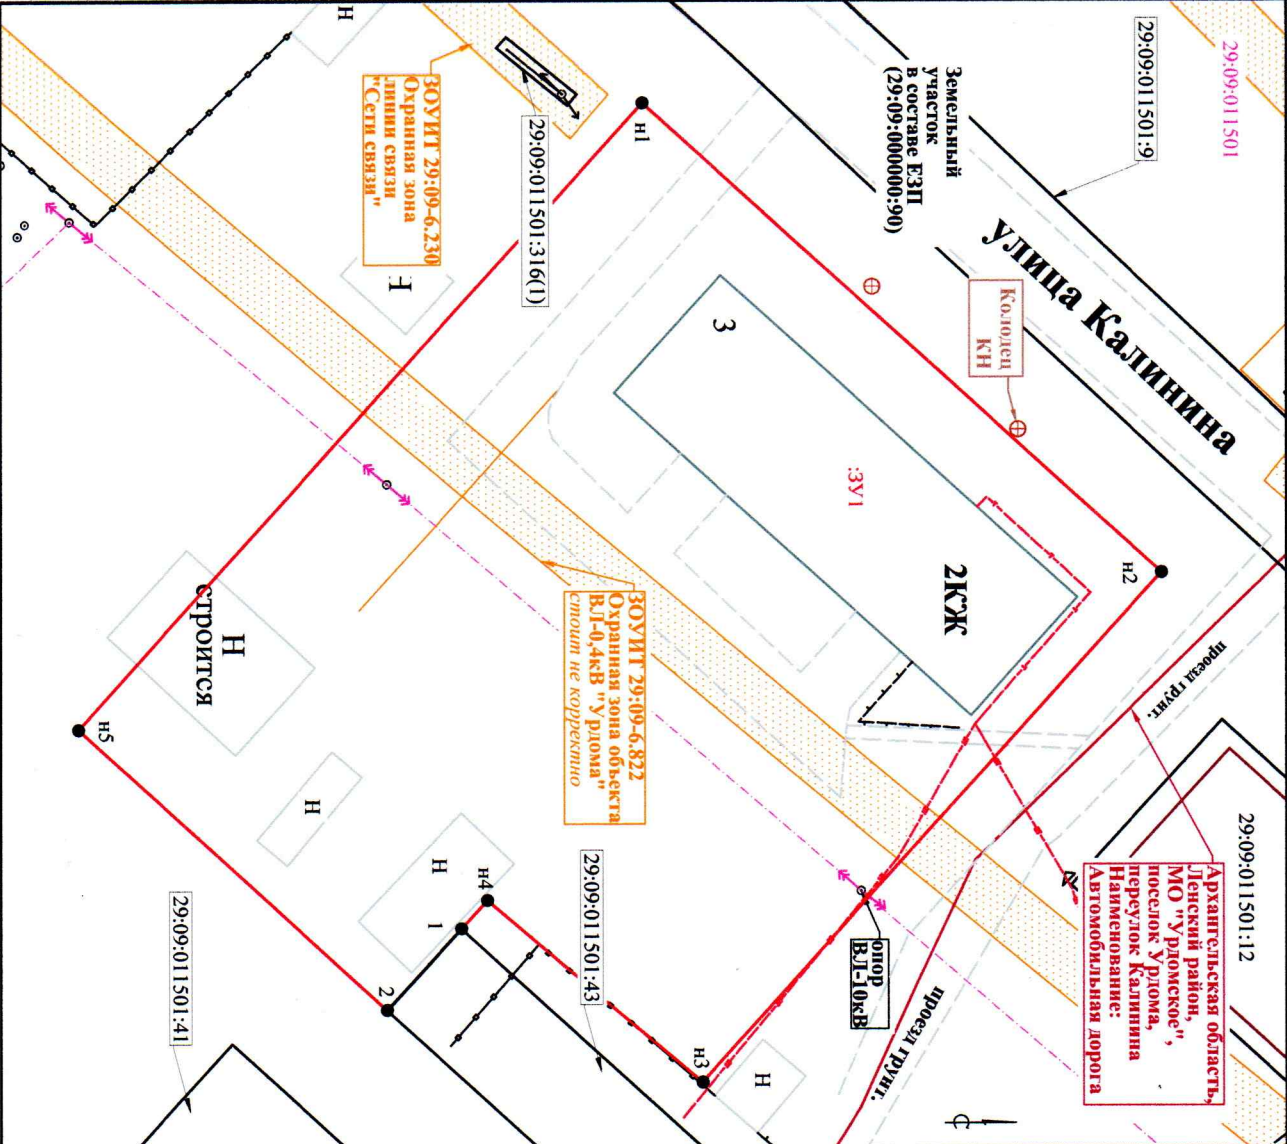 29:09:011501
29:09:011501:9
Земельный
участок
в составе ЕЗП
(29:09:000000:90)
улица Калинина
Колодец
КН
н1
н2
29:09:011501:316(1)
ЗОУИТ 29:09-6.230
Охранная зона
линии связи
"Сети связи"
Н
Н
3
:ЗУ1
2КЖ
проезд грунт.
29:09:011501:12
Архангельская область,
Ленский район,
МО "Урдомское",
поселок Урдома,
переулок Калинина
Наименование:
Автомобильная дорога
ЗОУИТ 29:09-6.822
Охранная зона объекта
ВЛ-0,4кВ "Урдома"
стоит не корректно
опор
ВЛ-10кВ
проезд грунт.
Н
строится
н5
Н
Н
н4
1
2
29:09:011501:43
н3
Н
29:09:011501:41
С